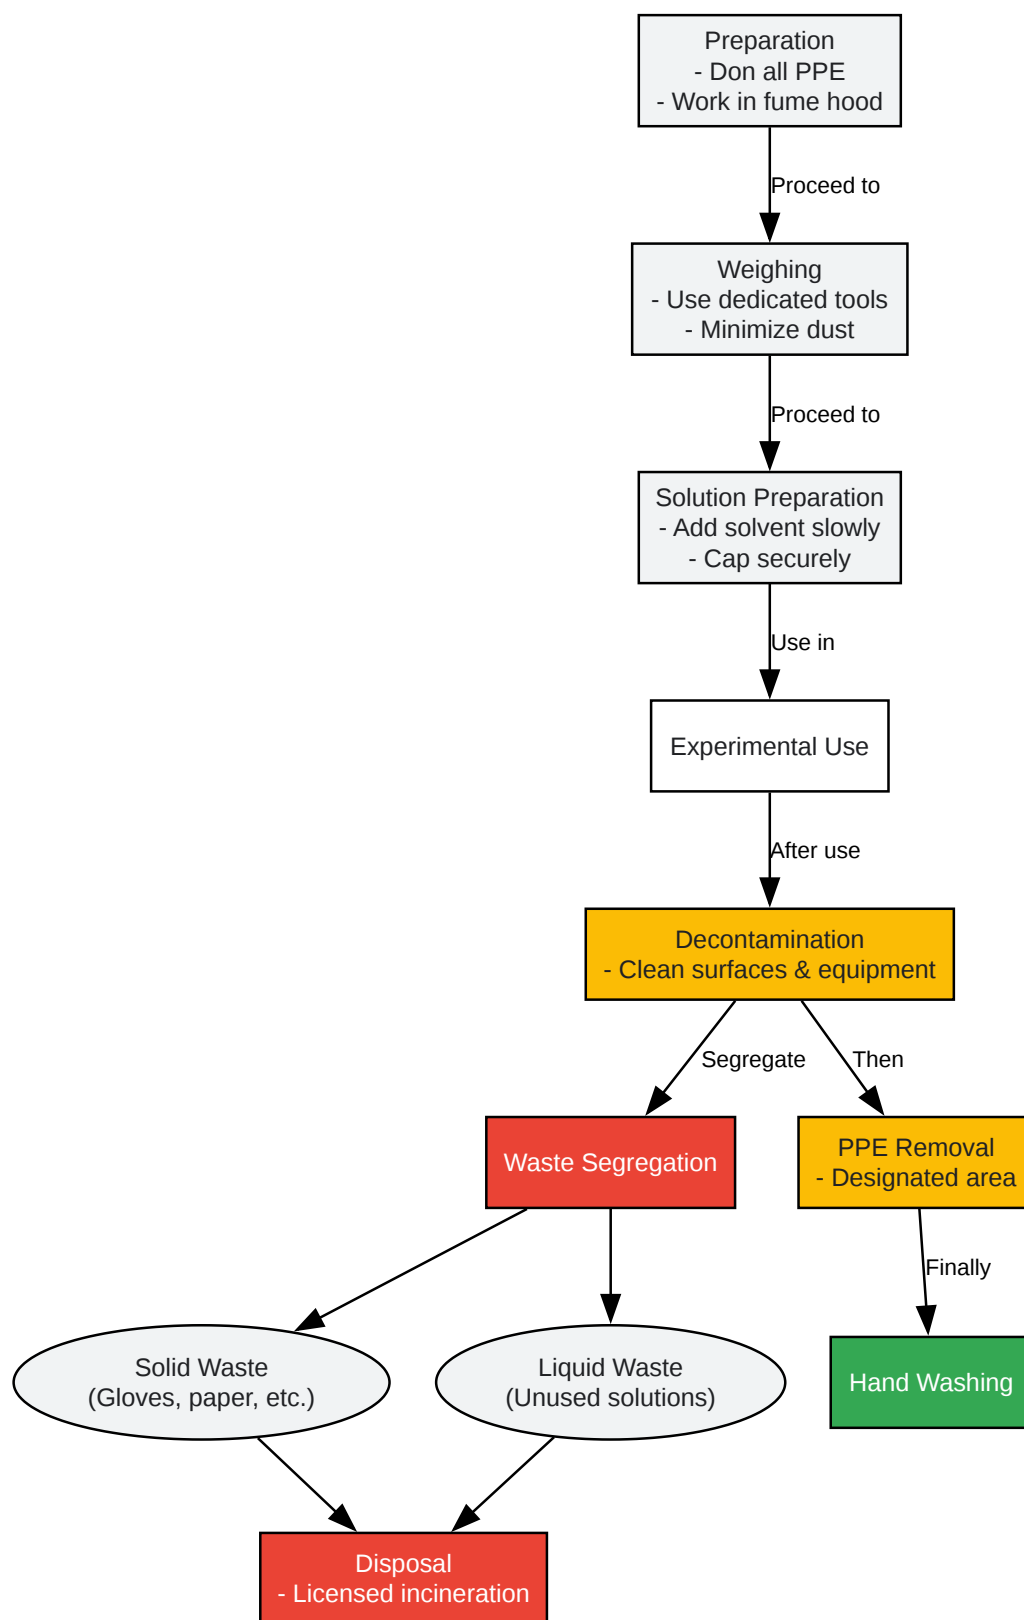 Preparation
- Don all PPE
- Work in fume hood
Proceed to
Weighing
- Use dedicated tools
- Minimize dust
Proceed to
Solution Preparation
- Add solvent slowly
- Cap securely
Use in
Experimental Use
After use
Decontamination
- Clean surfaces & equipment
Segregate
Then
Waste Segregation
PPE Removal
- Designated area
Finally
Solid Waste
(Gloves, paper, etc.)
Liquid Waste
(Unused solutions)
Hand Washing
Disposal
- Licensed incineration